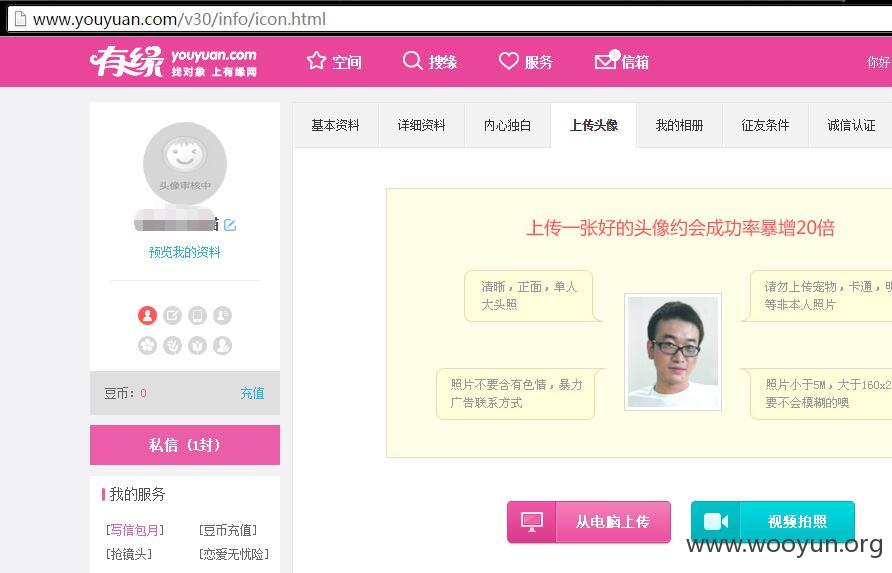 www.youyuan.com/v30/info/icon.html
有缘 youyuan.com
找对象 上有缘网
空间
搜缘
服务
信箱
你好
头像审核中
预览我的资料
豆币：0
充值
私信（1封）
我的服务
[写信包月]
[豆币充值]
[抢镜头]
[恋爱无忧险]
基本资料
详细资料
内心独白
上传头像
我的相册
征友条件
诚信认证
上传一张好的头像约会成功率暴增20倍
清晰，正面，单人
大头照
请勿上传宠物，卡通，明
等非本人照片
照片不要含有色情，暴力
广告联系方式
照片小于5M，大于160x2
要不会模糊的噢
从电脑上传
视频拍照
www.wooyun.org